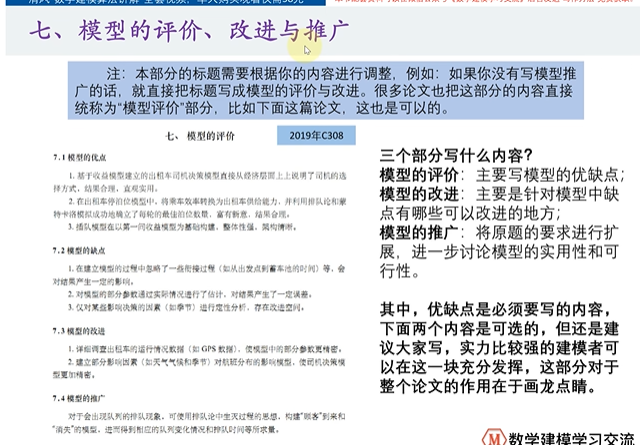 七、模型的评价、改进与推广
注：本部分的标题需要根据你的内容进行调整，例如：如果你没有写模型推
广的话，就直接把标题写成模型的评价与改进。很多论文也把这部分的内容直接
统称为“模型评价”部分，比如下面这篇论文，这也是可以的。
七、模型的评价
2019年C308
7.1 模型的优点
1. 基于收益模型建立的出租车司机决策模型直接从经济层面上上说明了司机的选
择方式，结果合理，直观实用。
2. 在出租车停泊位模型中，将乘车效率转换为出租车供给能力，并利用排队论和蒙
特卡洛模拟成功地确立了每轮的最佳泊位数量，富有新意，结果合理。
3. 插队模型在以第一问收益模型为基础构建，整体性强，架构清晰。
7.2 模型的缺点
1. 在建立模型的过程中忽略了一些衔接过程（如从出发点到蓄车池的时间）等，会
对结果产生一定的影响。
2. 对模型的部分参数通过实际情况进行了估计，对结果产生了一定误差。
3. 仅对某些影响决策的因素（如季节）进行定性分析，存在改进空间。
7.3 模型的改进
1. 详细调查出租车的运行情况数据（如 GPS 数据），使模型中的部分参数更精密。
2. 建立部分影响因素（如天气气候和季节）对航班分布的影响模型，使司机决策模
型更加精密。
7.4 模型的推广
对于会出现队列的排队现象，可使用排队论中生灭过程的思想，构建“顾客”到来和
“消失”的模型，进而得到相应的队列变化情况和排队时间等所求量。
三个部分写什么内容？
模型的评价：主要写模型的优缺点；
模型的改进：主要是针对模型中缺
点有哪些可以改进的地方；
模型的推广：将原题的要求进行扩
展，进一步讨论模型的实用性和可
行性。
其中，优缺点是必须要写的内容，
下面两个内容是可选的，但还是建
议大家写，实力比较强的建模者可
以在这一块充分发挥，这部分对于
整个论文的作用在于画龙点睛。
数学建模学习交流